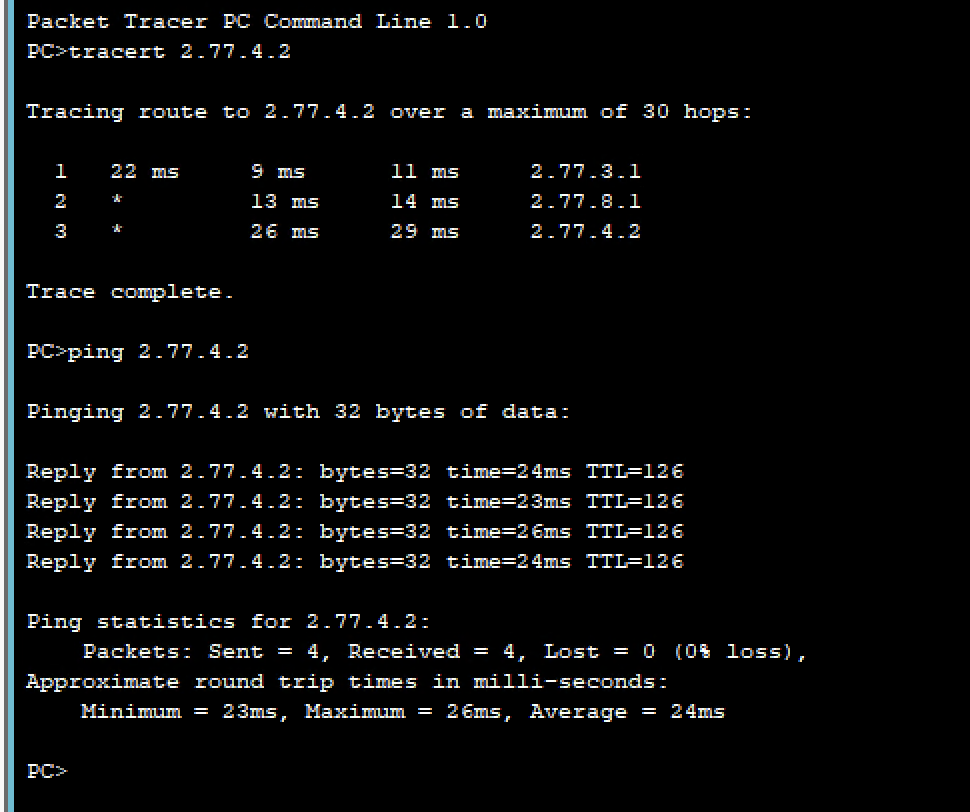 Packet Tracer PC Command Line 1.0
PC>tracert 2.77.4.2
Tracing route to 2.77.4.2 over a maximum of 30 hops:
1 22 ms 9 ms 11 ms 2.77.3.1
2 * 13 ms 14 ms 2.77.8.1
3 * 26 ms 29 ms 2.77.4.2
Trace complete.
PC>ping 2.77.4.2
Pinging 2.77.4.2 with 32 bytes of data:
Reply from 2.77.4.2: bytes=32 time=24ms TTL=126
Reply from 2.77.4.2: bytes=32 time=23ms TTL=126
Reply from 2.77.4.2: bytes=32 time=26ms TTL=126
Reply from 2.77.4.2: bytes=32 time=24ms TTL=126
Ping statistics for 2.77.4.2:
Packets: Sent = 4, Received = 4, Lost = 0 (0% loss),
Approximate round trip times in milli-seconds:
Minimum = 23ms, Maximum = 26ms, Average = 24ms
PC>